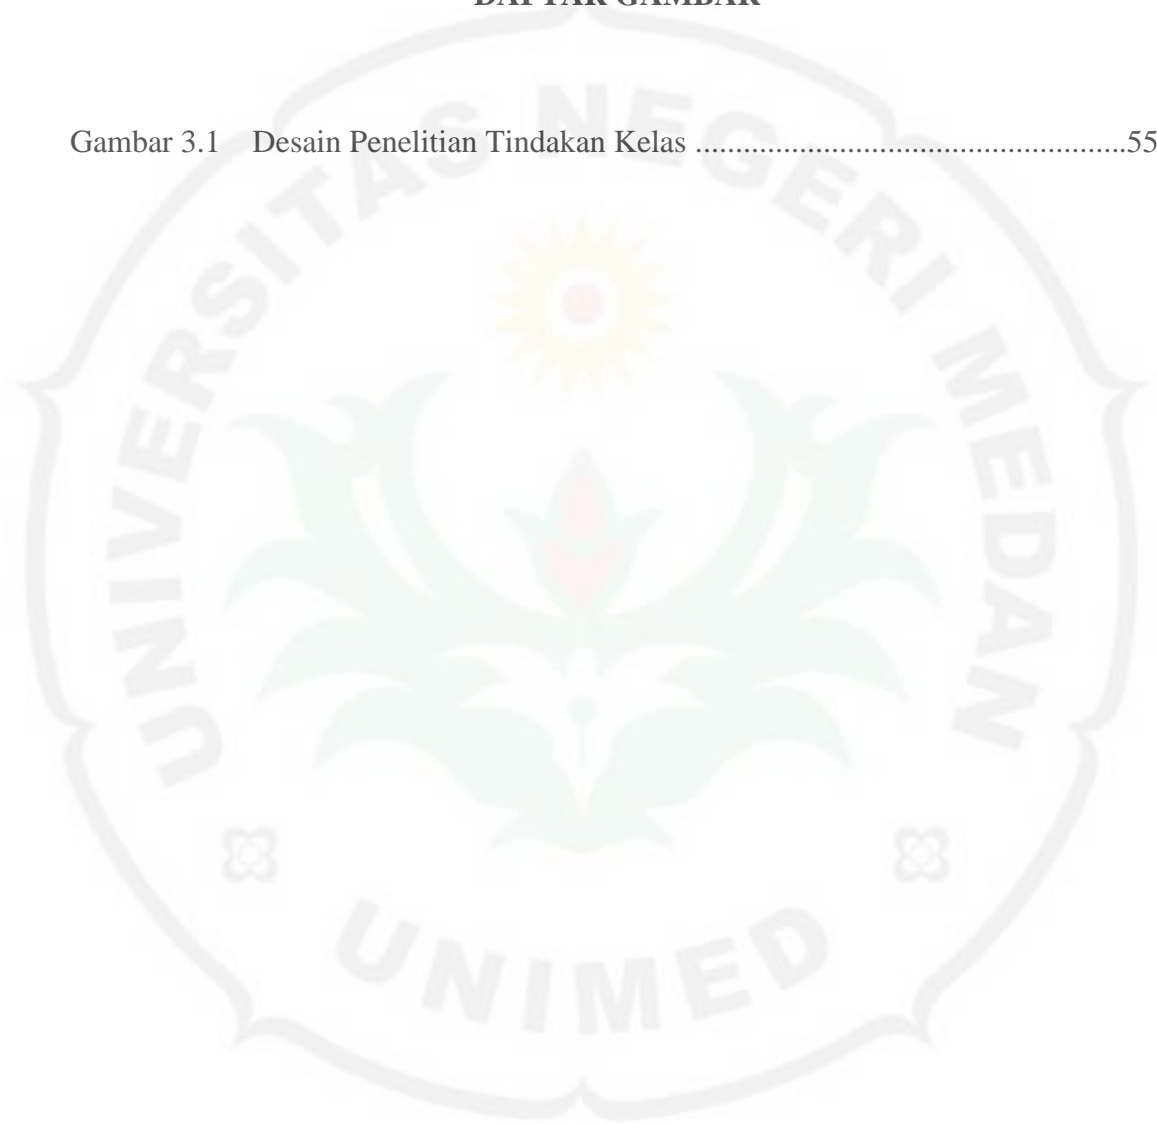 DAFTAR GAMBAR
Gambar 3.1 Desain Penelitian Tindakan Kelas ......................................................55
UNIVERSITAS NEGERI MEDAN
UNIMED